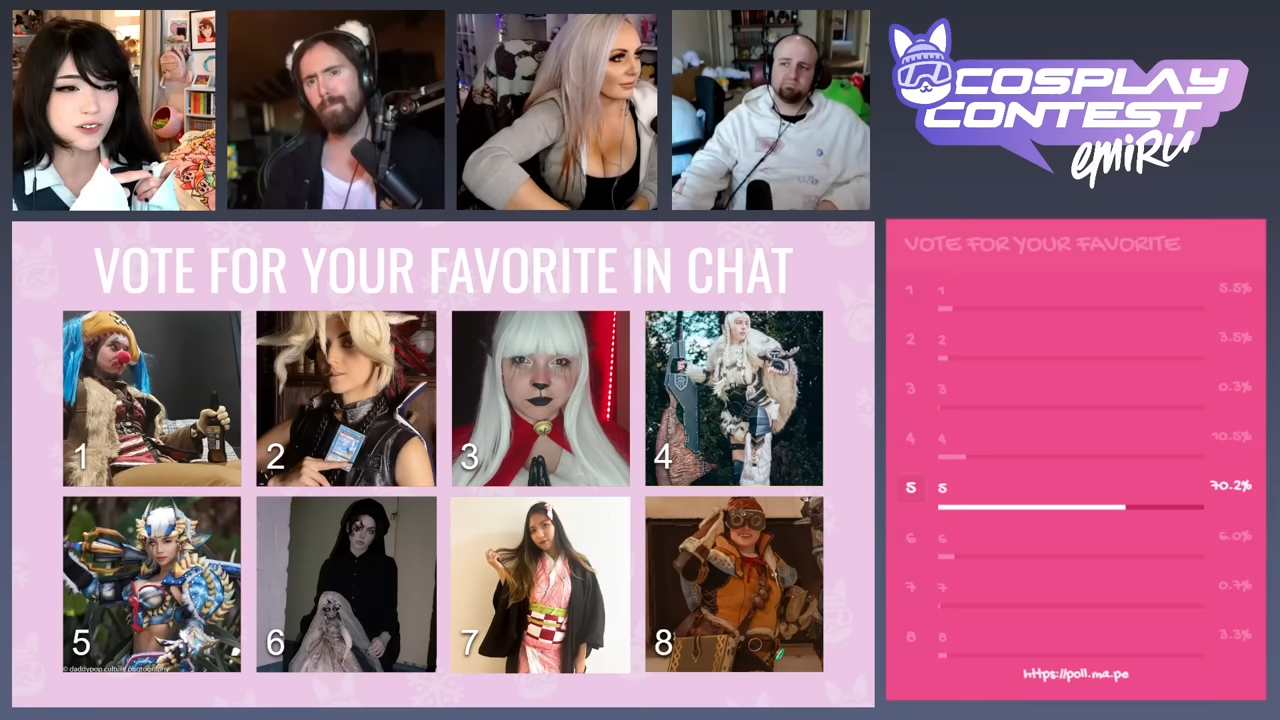 COSPLAY
CONTEST
emiru
VOTE FOR YOUR FAVORITE IN CHAT
1
2
3
4
5
6
7
8
© daddypop culture photography
VOTE FOR YOUR FAVORITE
1 1 5.5%
2 2 3.5%
3 3 0.3%
4 4 10.5%
5 5 70.2%
6 6 6.0%
7 7 0.7%
8 8 3.3%
https://poll.ma.pe